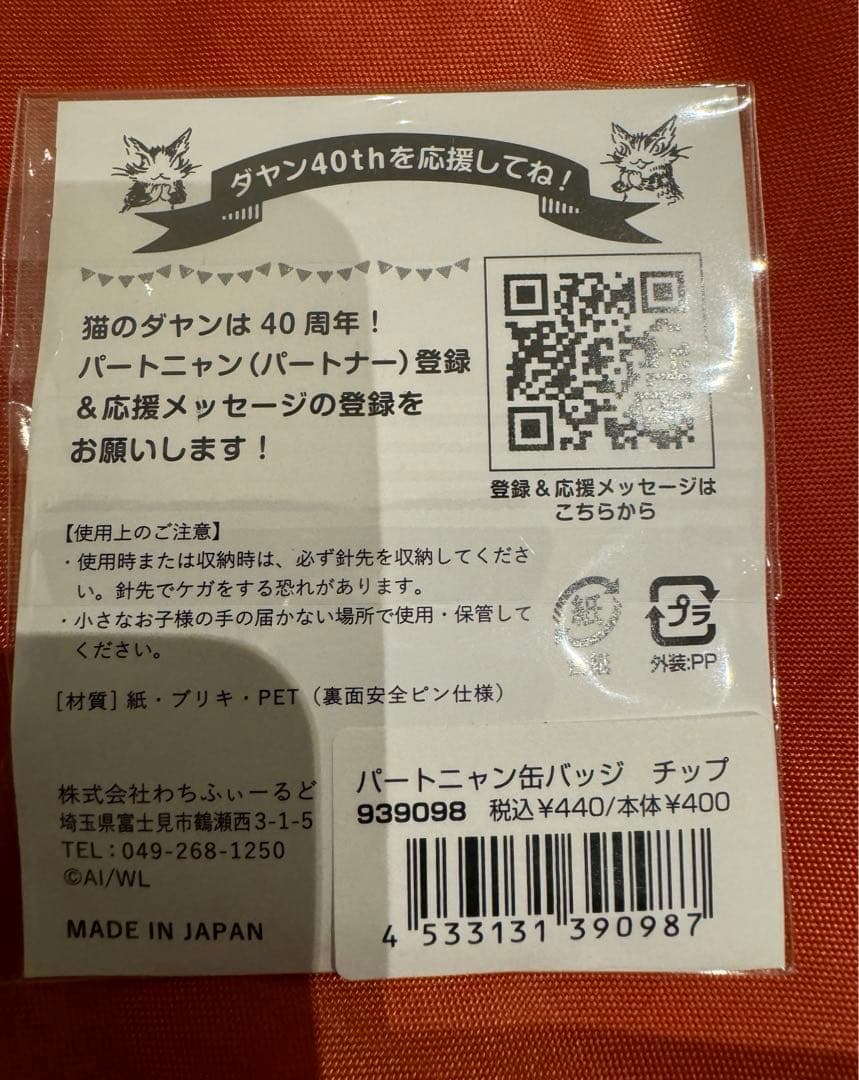 ダヤン40thを応援してね！
猫のダヤンは40周年！
パートニャン(パートナー)登録
&応援メッセージの登録を
お願いします！
登録&応援メッセージは
こちらから
【使用上のご注意】
・使用時または収納時は、必ず針先を収納してくださ
い。針先でケガをする恐れがあります。
・小さなお子様の手の届かない場所で使用・保管して
ください。
紙
プラ
外装:PP
[材質]紙・ブリキ・PET（裏面安全ピン仕様）
株式会社わちふぃーるど
埼玉県富士見市鶴瀬西3-1-5
TEL：049-268-1250
©AI/WL
MADE IN JAPAN
パートニャン缶バッジ　チップ
939098 税込¥440/本体¥400
4 533131 390987